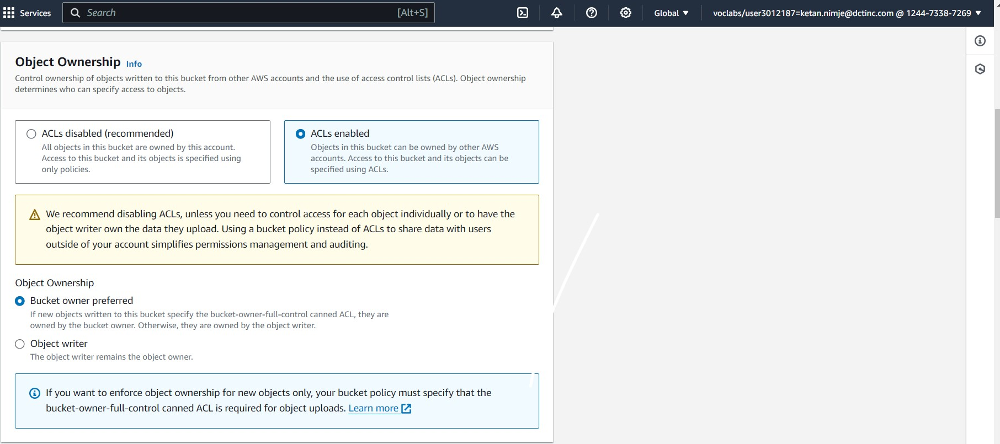 Services
Search
[Alt+S]
Global
voclabs/user3012187=ketan.nimje@dctinc.com @ 1244-7338-7269
Object Ownership Info
Control ownership of objects written to this bucket from other AWS accounts and the use of access control lists (ACLs). Object ownership
determines who can specify access to objects.
ACLs disabled (recommended)
All objects in this bucket are owned by this account.
Access to this bucket and its objects is specified using
only policies.
ACLs enabled
Objects in this bucket can be owned by other AWS
accounts. Access to this bucket and its objects can be
specified using ACLs.
We recommend disabling ACLs, unless you need to control access for each object individually or to have the
object writer own the data they upload. Using a bucket policy instead of ACLs to share data with users
outside of your account simplifies permissions management and auditing.
Object Ownership
Bucket owner preferred
If new objects written to this bucket specify the bucket-owner-full-control canned ACL, they are
owned by the bucket owner. Otherwise, they are owned by the object writer.
Object writer
The object writer remains the object owner.
If you want to enforce object ownership for new objects only, your bucket policy must specify that the
bucket-owner-full-control canned ACL is required for object uploads. Learn more